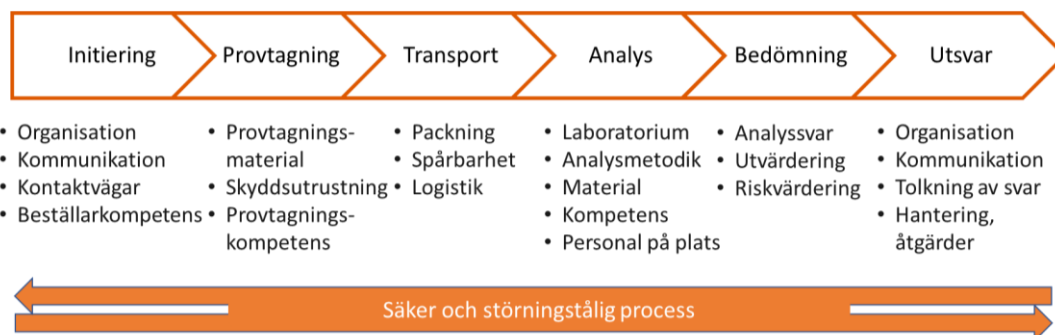 Initiering
Provtagning
Transport
Analys
Bedömning
Utsvar
• Organisation
• Kommunikation
• Kontaktvägar
• Beställarkompetens
• Provtagnings-
material
• Skyddsutrustning
• Provtagnings-
kompetens
• Packning
• Spårbarhet
• Logistik
• Laboratorium
• Analysmetodik
• Material
• Kompetens
• Personal på plats
• Analyssvar
• Utvärdering
• Riskvärdering
• Organisation
• Kommunikation
• Tolkning av svar
• Hantering,
åtgärder
Säker och störningstålig process